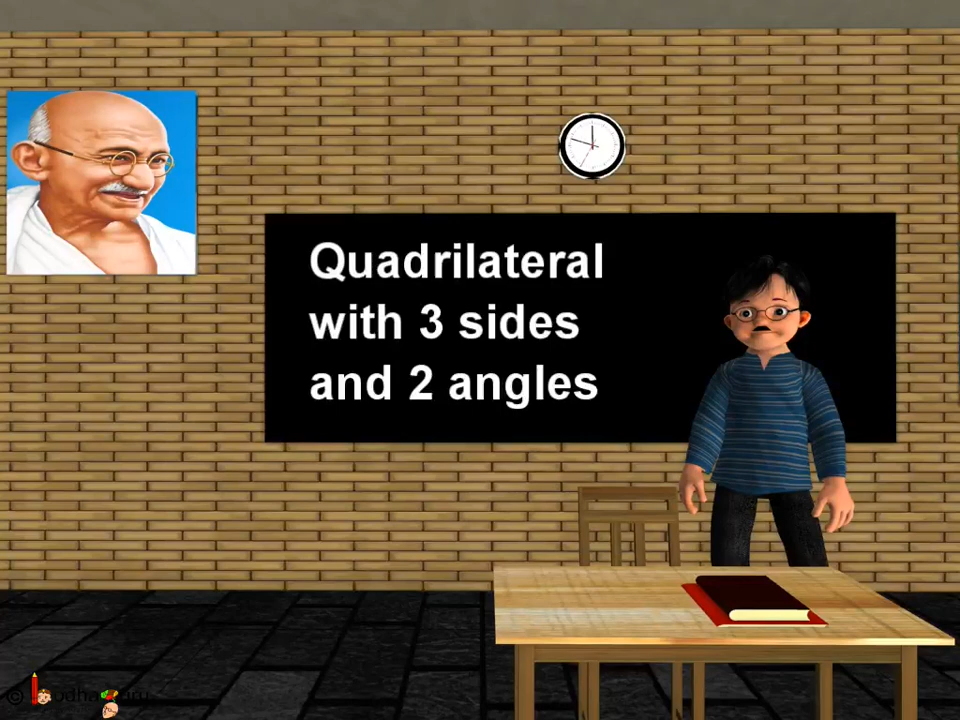 Quadrilateral
with 3 sides
and 2 angles